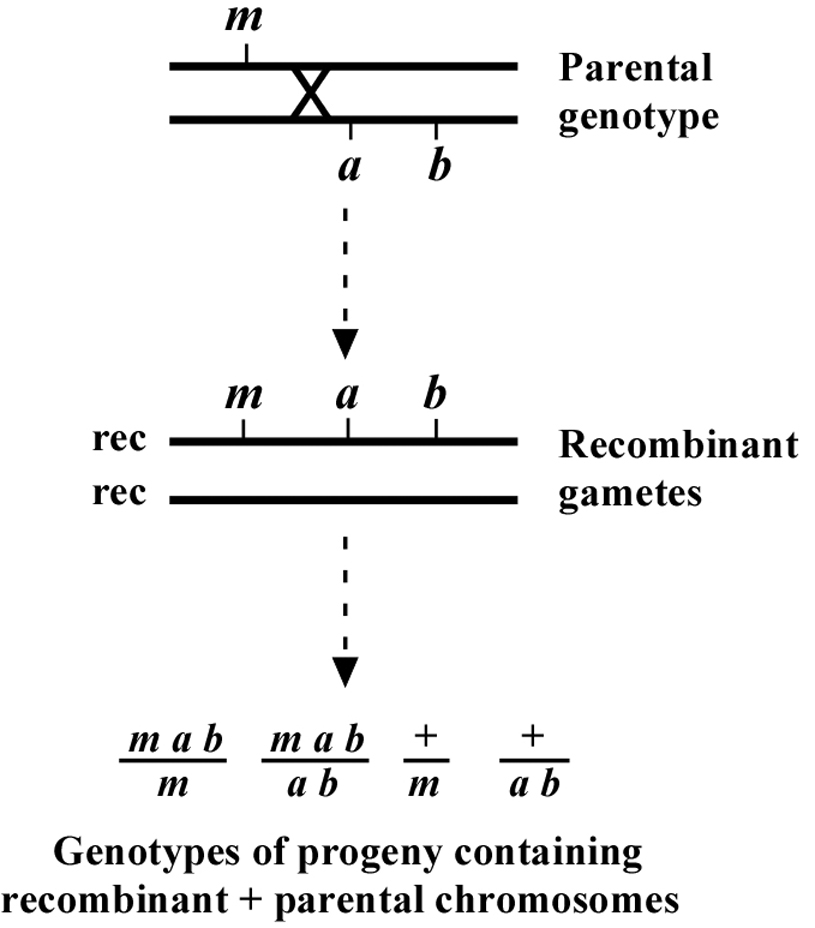 m
Parental
genotype
a b
m a b
rec
Recombinant
rec
gametes
m a b m a b + +
m a b m a b
Genotypes of progeny containing
recombinant + parental chromosomes